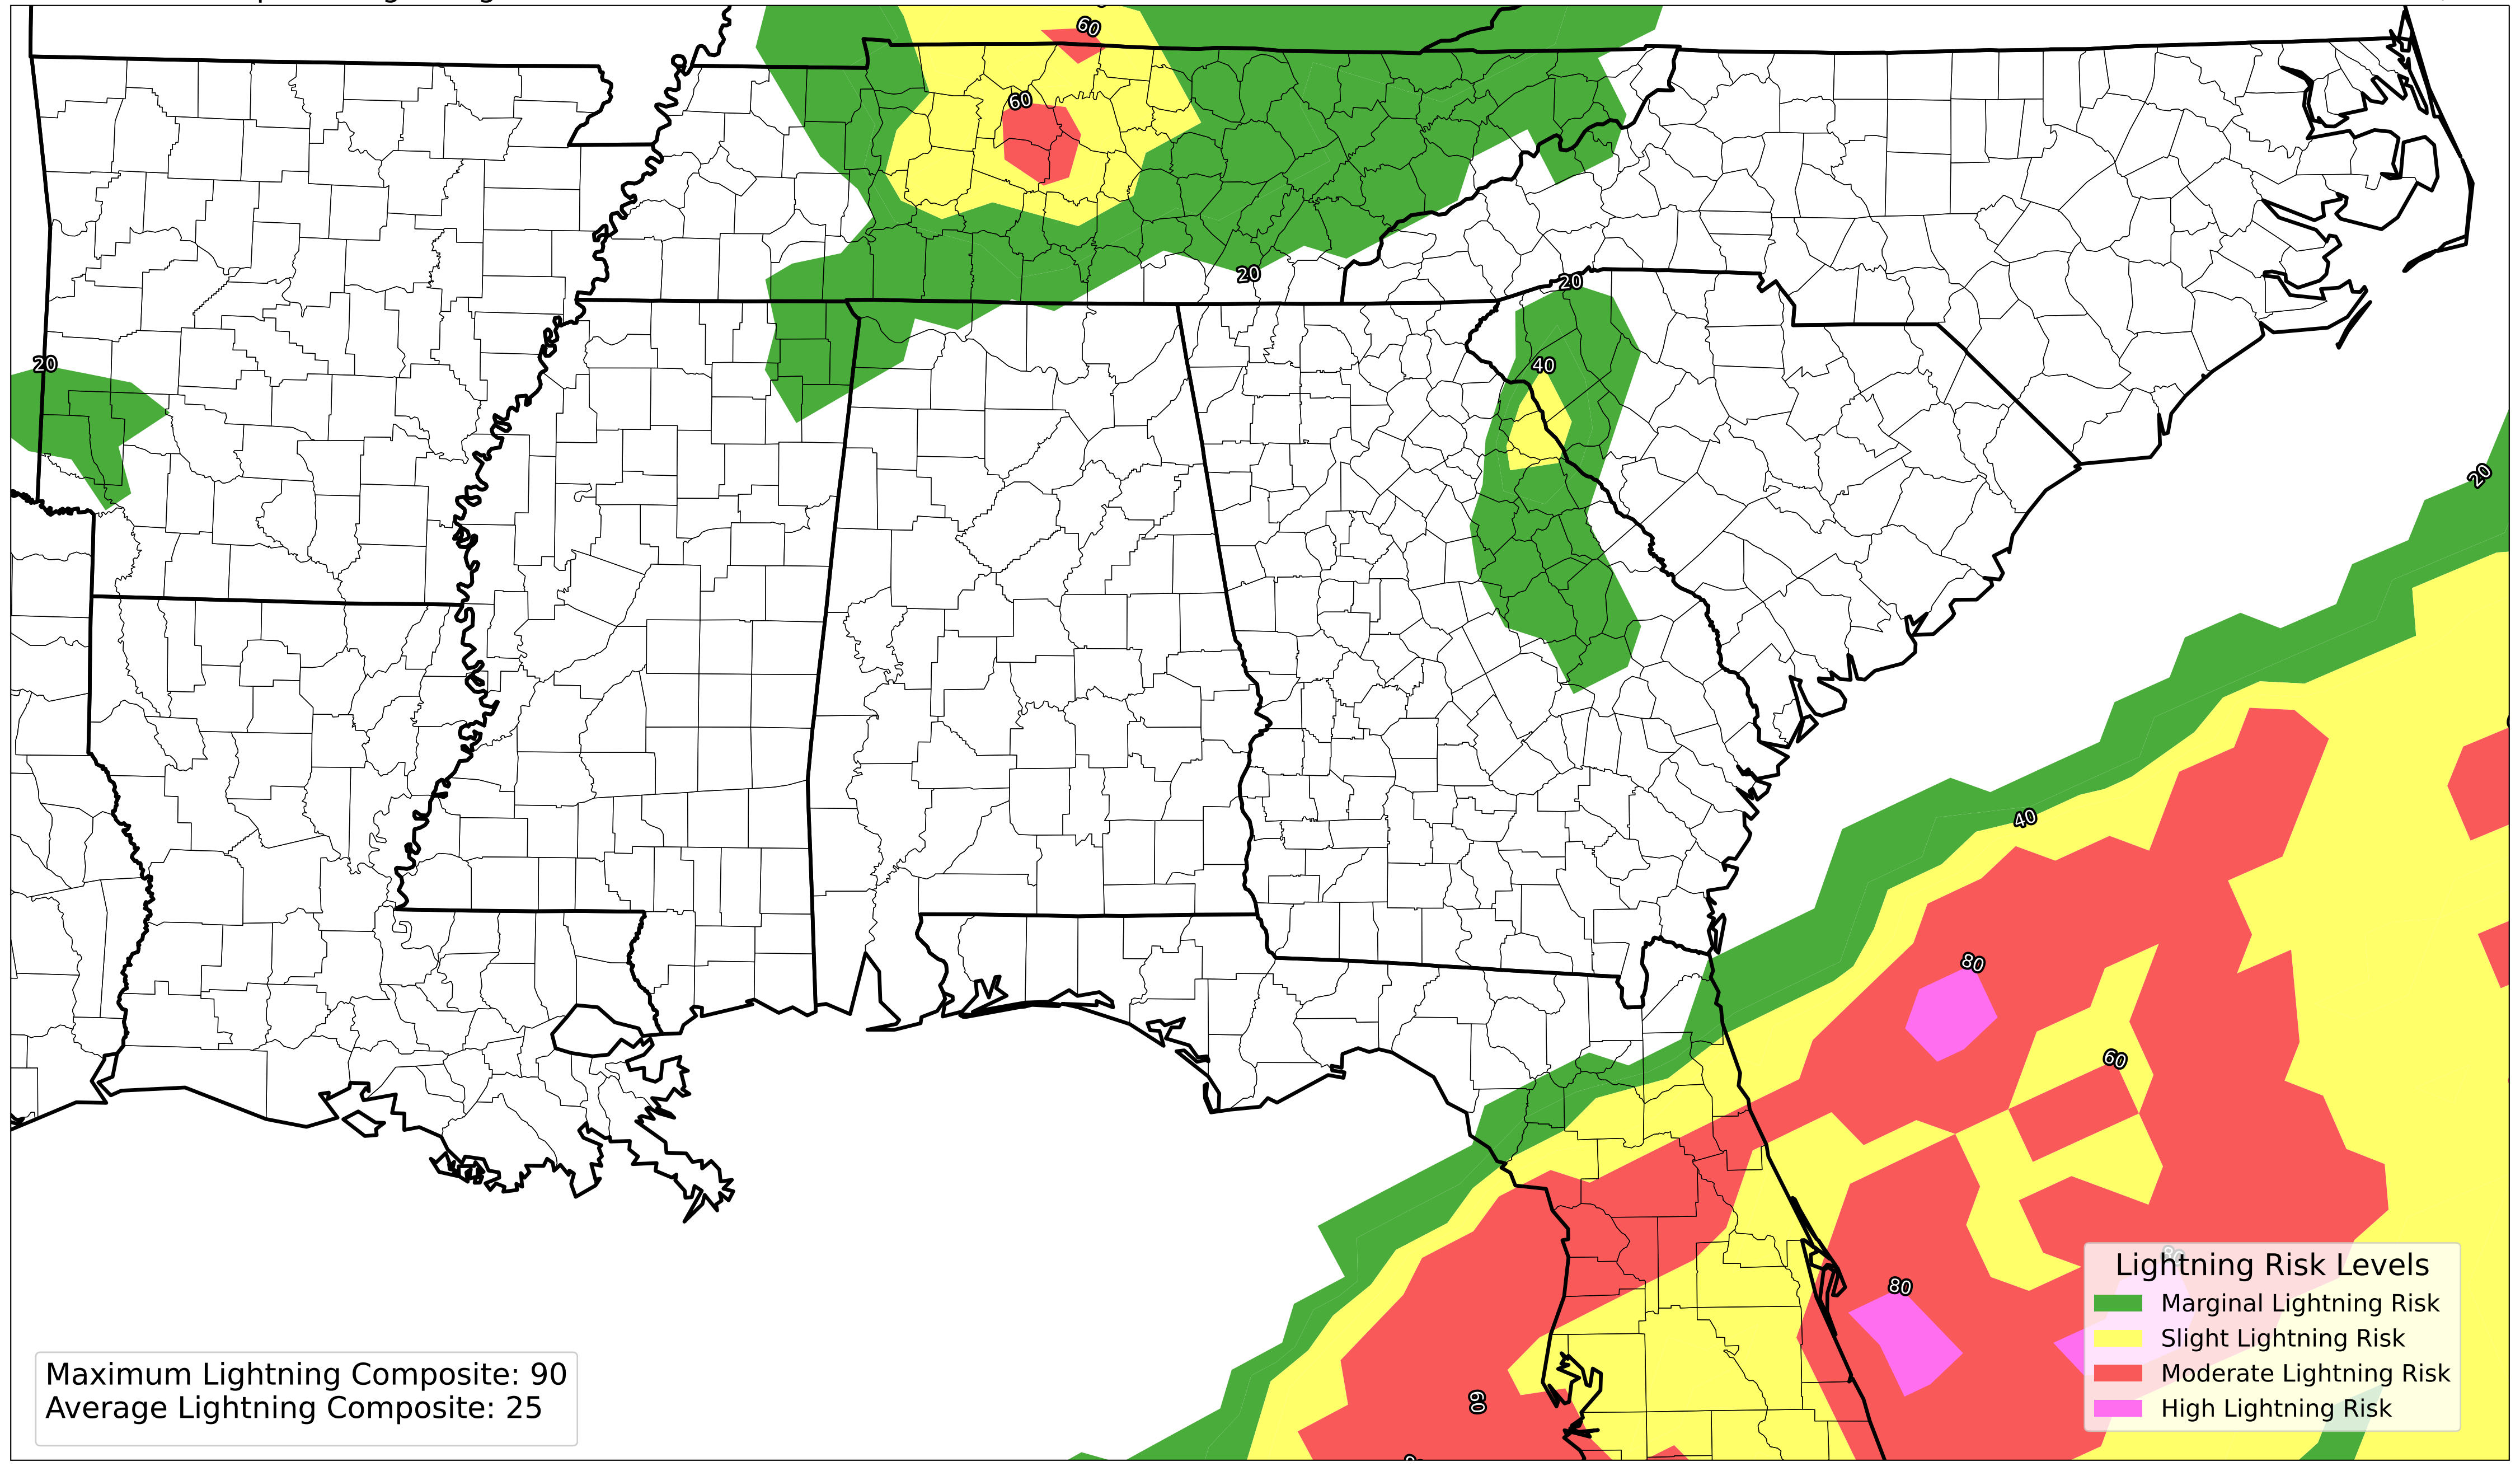 60
60
20
20
20
40
20
40
80
60
80
60
Lightning Risk Levels
Marginal Lightning Risk
Slight Lightning Risk
Moderate Lightning Risk
High Lightning Risk
Maximum Lightning Composite: 90
Average Lightning Composite: 25